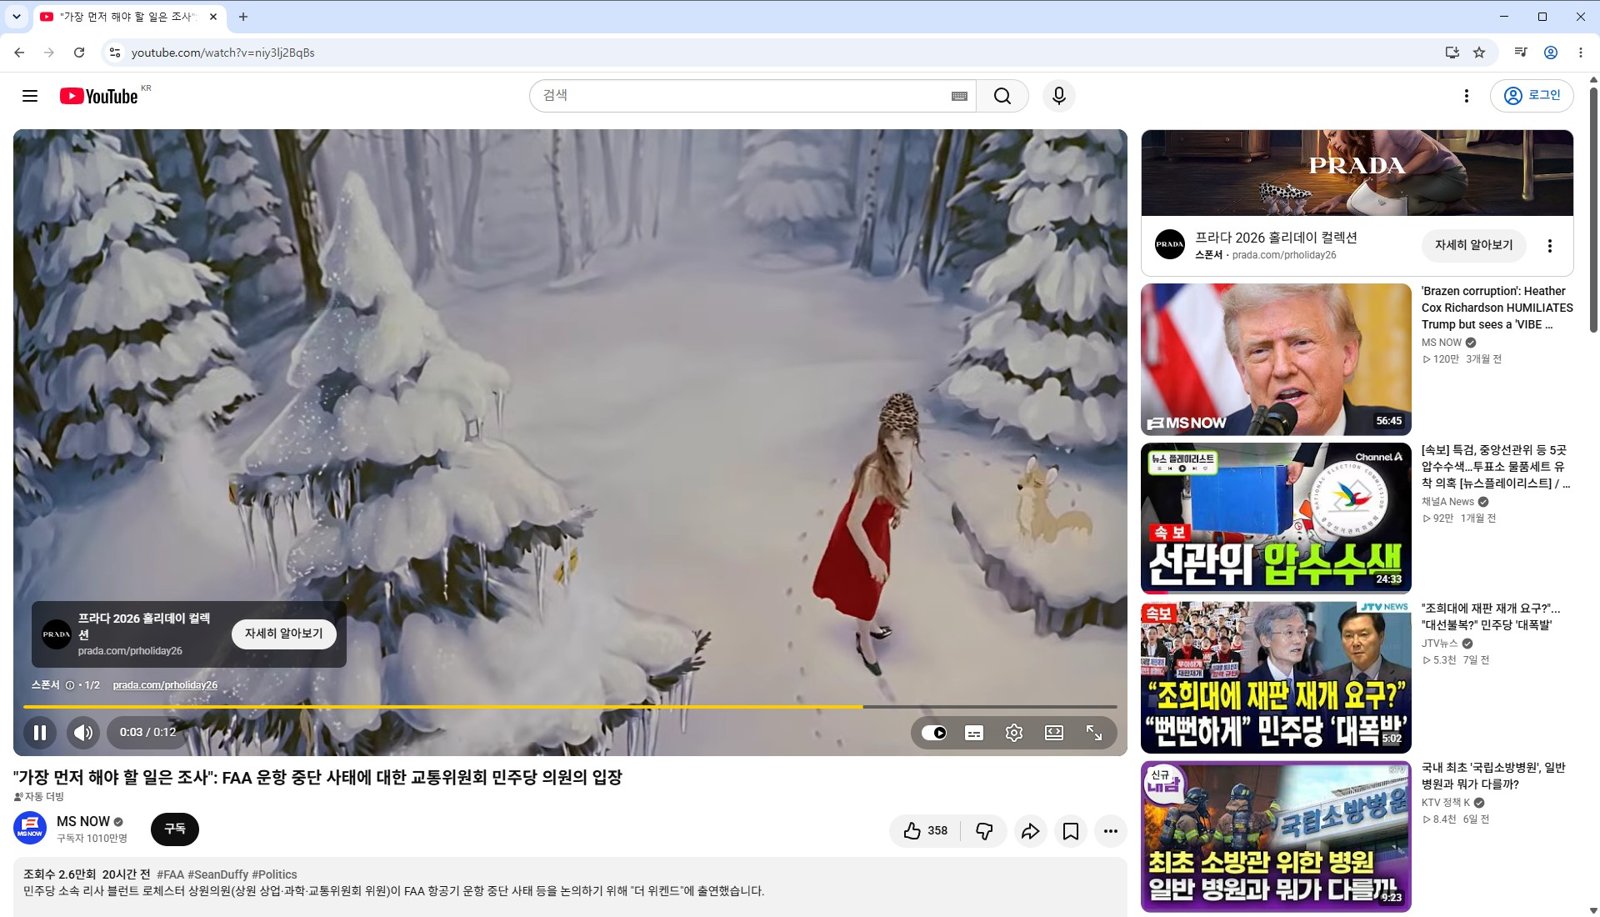 "가장 먼저 해야 할 일은 조사":
youtube.com/watch?v=niy3lj2BqBs
YouTube KR
검색
로그인
프라다 2026 홀리데이 컬렉
션
PRADA
prada.com/prholiday26
자세히 알아보기
스폰서 · 1/2 prada.com/prholiday26
0:03 / 0:12
"가장 먼저 해야 할 일은 조사": FAA 운항 중단 사태에 대한 교통위원회 민주당 의원의 입장
자동 더빙
MS NOW
MS NOW
구독자 1010만명
구독
358
조회수 2.6만회 20시간 전 #FAA #SeanDuffy #Politics
민주당 소속 리사 블런트 로체스터 상원의원(상원 상업·과학·교통위원회 위원)이 FAA 항공기 운항 중단 사태 등을 논의하기 위해 "더 위켄드"에 출연했습니다.
PRADA
PRADA
프라다 2026 홀리데이 컬렉션
스폰서 · prada.com/prholiday26
자세히 알아보기
MS NOW
56:45
'Brazen corruption': Heather
Cox Richardson HUMILIATES
Trump but sees a 'VIBE ...
MS NOW
120만 3개월 전
뉴스 플레이리스트
Channel A
속보
선관위 압수수색
24:33
[속보] 특검, 중앙선관위 등 5곳
압수수색...투표소 물품세트 유
착 의혹 [뉴스플레이리스트] / ...
채널A News
92만 1개월 전
속보
JTV NEWS
"조희대에 재판 재개 요구?"
"뻔뻔하게" 민주당 '대폭발'
5:02
"조희대에 재판 재개 요구?"...
"대선불복?" 민주당 '대폭발'
JTV뉴스
5.3천 7일 전
신규
국립소방병원
최초 소방관 위한 병원
일반 병원과 뭐가 다를까
9:23
국내 최초 '국립소방병원', 일반
병원과 뭐가 다를까?
KTV 정책 K
8.4천 6일 전